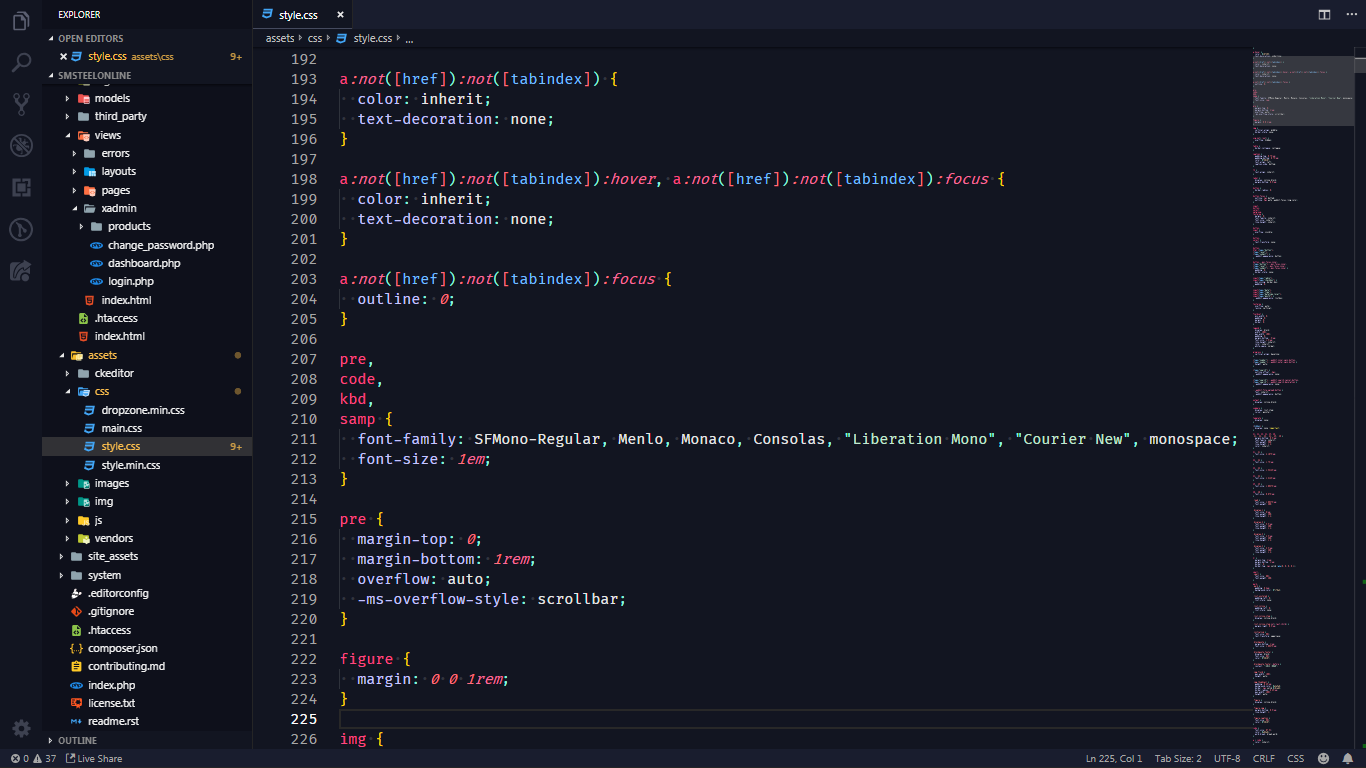 EXPLORER
OPEN EDITORS
style.css assets\css 9+
SMSTEELONLINE
models
third_party
views
errors
layouts
pages
xadmin
products
change_password.php
dashboard.php
login.php
index.html
.htaccess
index.html
assets
ckeditor
css
dropzone.min.css
main.css
style.css 9+
style.min.css
images
img
js
vendors
site_assets
system
.editorconfig
.gitignore
.htaccess
composer.json
contributing.md
index.php
license.txt
readme.rst
OUTLINE
style.css
assets › css › style.css › ...
192
193 a:not([href]):not([tabindex]) {
194 color: inherit;
195 text-decoration: none;
196 }
197
198 a:not([href]):not([tabindex]):hover, a:not([href]):not([tabindex]):focus {
199 color: inherit;
200 text-decoration: none;
201 }
202
203 a:not([href]):not([tabindex]):focus {
204 outline: 0;
205 }
206
207 pre,
208 code,
209 kbd,
210 samp {
211 font-family: SFMono-Regular, Menlo, Monaco, Consolas, "Liberation Mono", "Courier New", monospace;
212 font-size: 1em;
213 }
214
215 pre {
216 margin-top: 0;
217 margin-bottom: 1rem;
218 overflow: auto;
219 -ms-overflow-style: scrollbar;
220 }
221
222 figure {
223 margin: 0 0 1rem;
224 }
225
226 img {
0 37 Live Share
Ln 225, Col 1 Tab Size: 2 UTF-8 CRLF CSS